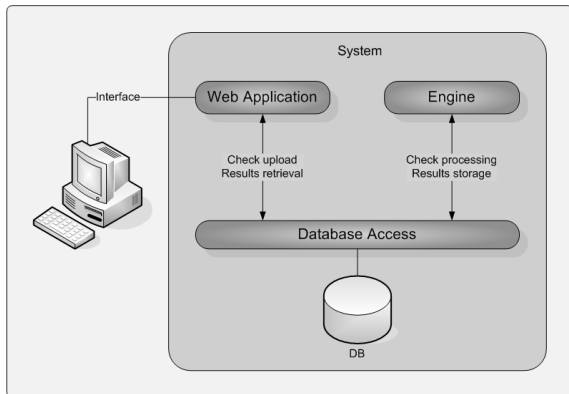 System
Interface
Web Application
Engine
Check upload
Results retrieval
Check processing
Results storage
Database Access
DB